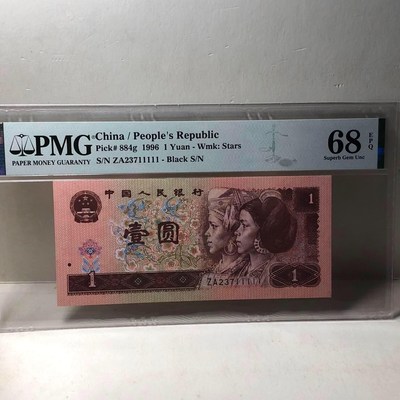 PMG
PAPER MONEY GUARANTY
China / People's Republic
Pick# 884g 1996 1 Yuan - Wmk: Stars
S/N ZA23711111 - Black S/N
68 EPQ
Superb Gem Unc
中国人民银行
1
壹圆
1
1
ZA23711111